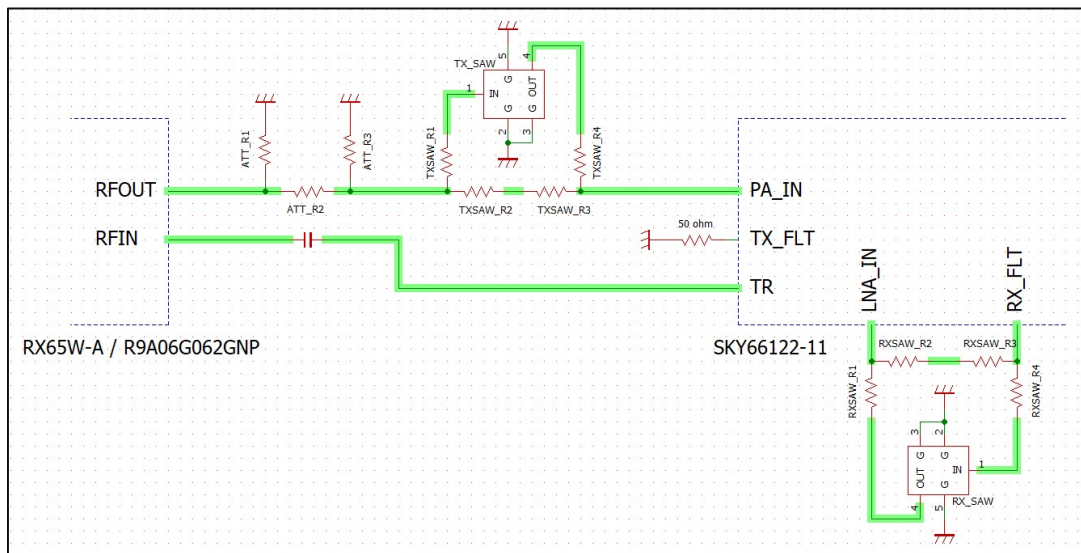 TX_SAW
5
4
G
OUT
1
IN
G
G
2
3
ATT_R1
ATT_R3
TXSAW_R1
TXSAW_R4
RFOUT
ATT_R2
TXSAW_R2
TXSAW_R3
PA_IN
RFIN
50 ohm
TX_FLT
TR
LNA_IN
RX_FLT
RX65W-A / R9A06G062GNP
SKY66122-11
RXSAW_R2
RXSAW_R3
RXSAW_R1
RXSAW_R4
3
2
G
G
OUT
G
IN
1
4
5
RX_SAW